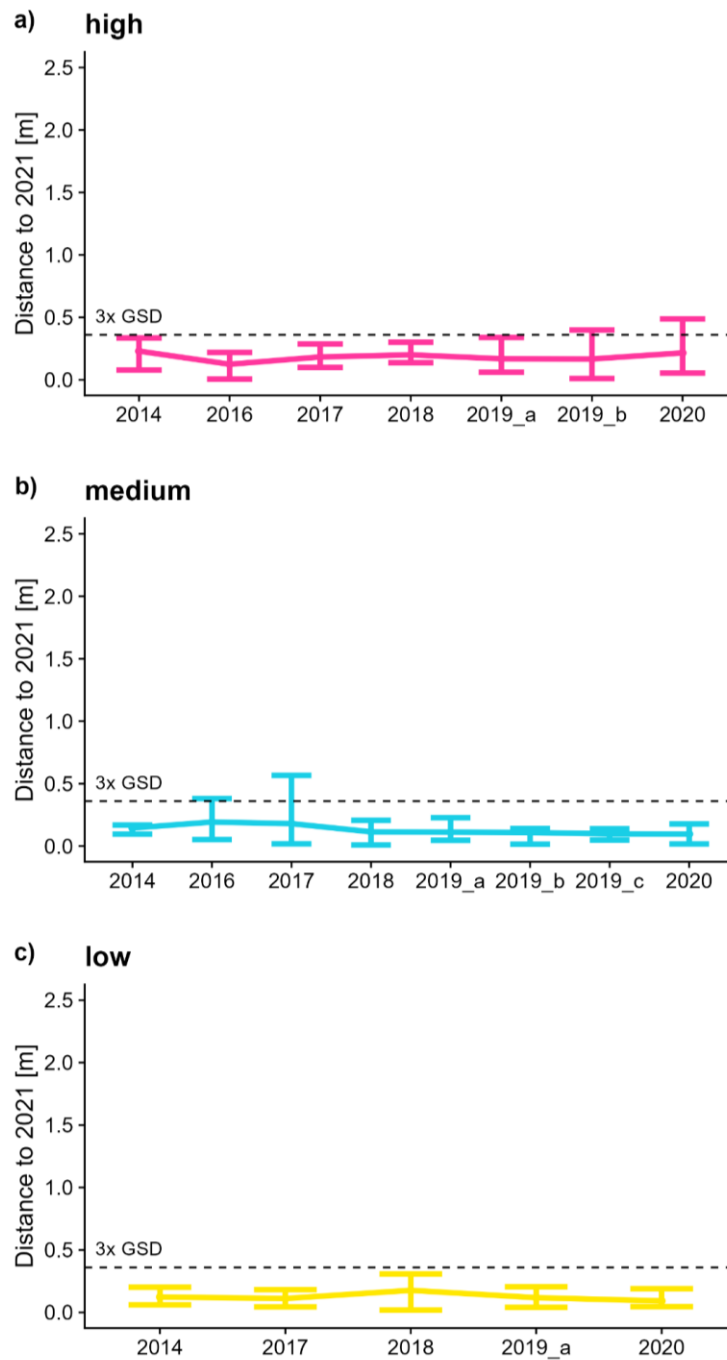 a) high
2.5
2.0
1.5
1.0
0.5
0.0
Distance to 2021 [m]
3x GSD
2014 2016 2017 2018 2019_a 2019_b 2020
b) medium
2.5
2.0
1.5
1.0
0.5
0.0
Distance to 2021 [m]
3x GSD
2014 2016 2017 2018 2019_a 2019_b 2019_c 2020
c) low
2.5
2.0
1.5
1.0
0.5
0.0
Distance to 2021 [m]
3x GSD
2014 2017 2018 2019_a 2020